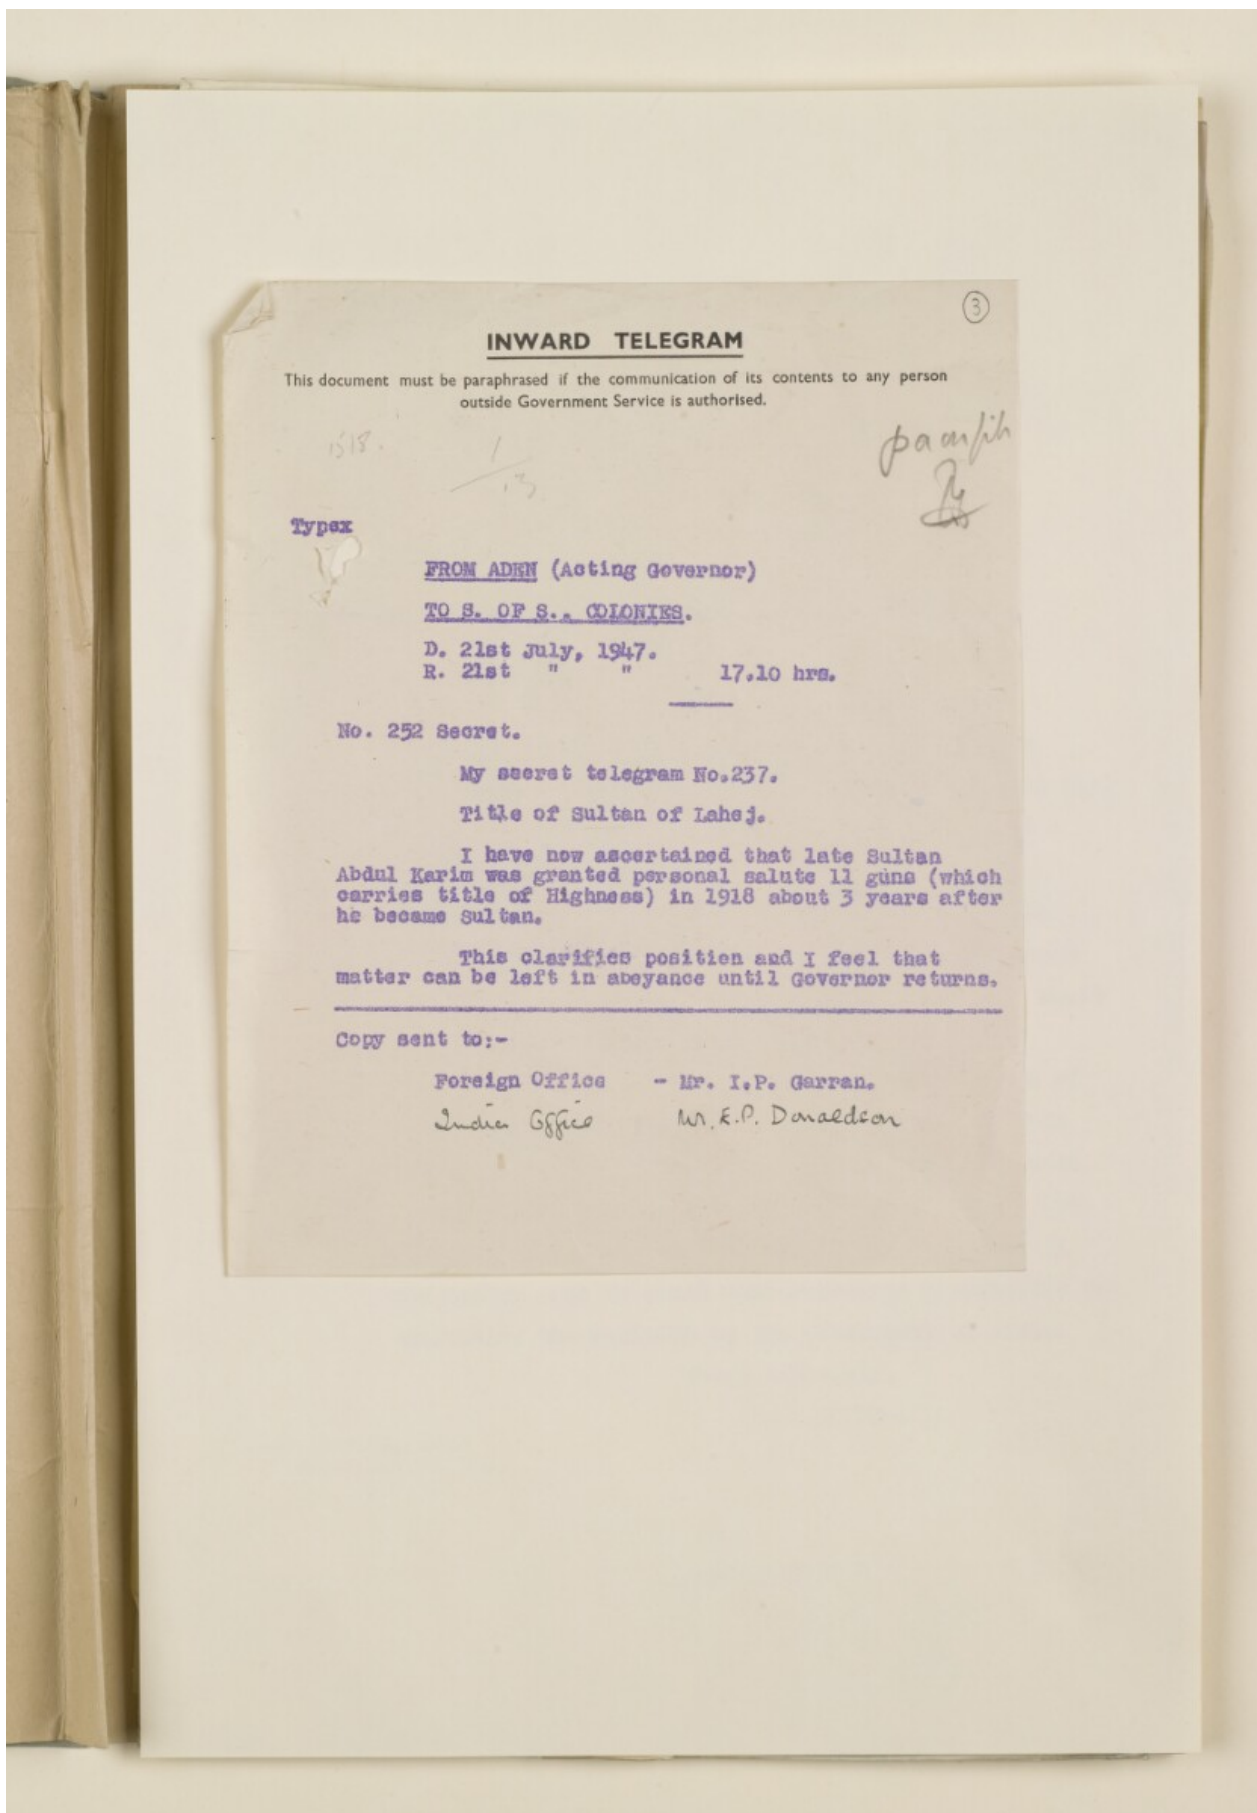 3
INWARD TELEGRAM
This document must be paraphrased if the communication of its contents to any person
outside Government Service is authorised.
1
Typex
FROM ADEN (Acting Governor)
TO S. OF S., COLONIES.
D. 21st July, 1947.
R. 21st " " 17.10 hrs.
No. 252 Secret.
My secret telegram No.237.
Title of Sultan of Lahej.
I have now ascertained that late Sultan
Abdul Karim was granted personal salute 11 guns (which
carries title of Highness) in 1918 about 3 years after
he became Sultan.
This clarifies position and I feel that
matter can be left in abeyance until Governor returns.
Copy sent to:-
Foreign Office - Mr. I.P. Garran.
India Office Mr. E.P. Donaldson